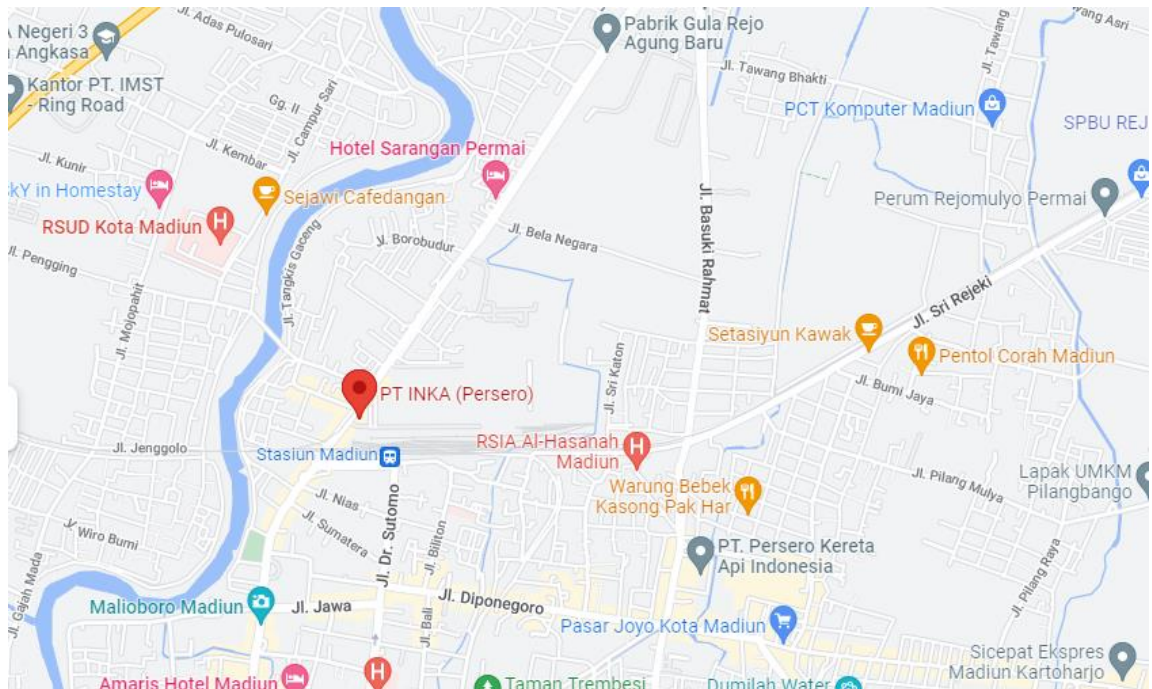 Jl. Adas Pulosari
Pabrik Gula Rejo
Agung Baru
A Negeri 3
Angkasa
Jl. Tawang
Jl. Tawang Bhakti
Kantor PT. IMST
- Ring Road
Gg. II
Jl. Campur Sari
PCT Komputer Madiun
SPBU REJ
Jl. Kunir
Jl. Kembar
Hotel Sarangan Permai
kY in Homestay
Sejawi Cafedangan
Perum Rejomulyo Permai
RSUD Kota Madiun
Jl. Tangkis Gaceng
Jl. Borobudur
Jl. Bela Negara
Jl. Basuki Rahmat
Jl. Pengging
Jl. Mojopahit
Jl. Sri Rejeki
Setasiyun Kawak
Pentol Corah Madiun
Jl. Sri Katon
Jl. Bumi Jaya
PT INKA (Persero)
Jl. Jenggolo
Stasiun Madiun
RSIA Al-Hasanah
Madiun
Jl. Pilang Mulya
Lapak UMKM
Pilangbango
Jl. Nias
Warung Bebek
Kasong Pak Har
Jl. Sumatera
Jl. Dr. Sutomo
Jl. Biliton
Wiro Bumi
PT. Persero Kereta
Api Indonesia
Jl. Gajah Mada
Jl. Pilang Raya
Malioboro Madiun
Jl. Jawa
Jl. Bali
Jl. Diponegoro
Pasar Joyo Kota Madiun
Sicepat Ekspres
Madiun Kartoharjo
Amaris Hotel Madiun
Taman Trembesi
Dumilah Water